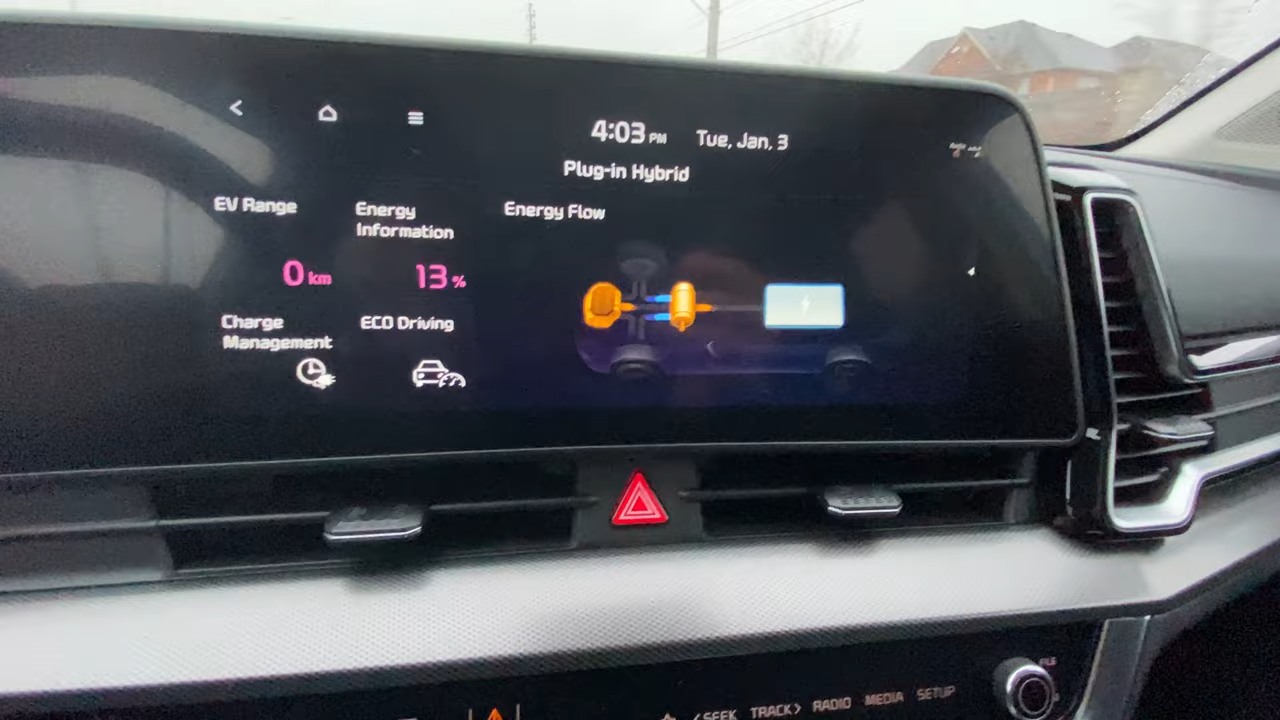 4:03 PM Tue, Jan. 3
Plug-in Hybrid
EV Range
Energy
Information
Energy Flow
0 km
13 %
Charge
Management
ECO Driving
< SEEK TRACK > RADIO MEDIA SETUP